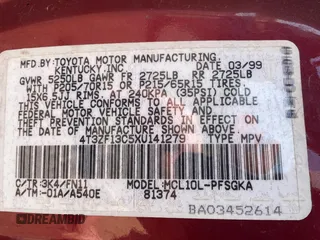 MFD.BY:TOYOTA MOTOR MANUFACTURING,
KENTUCKY,INC. 03/99
GVWR 5250LB GAWR FR 2725LB RR 2725LB
WITH P205/70R15 OR P215/65R15 TIRES
15X6.5JJ RIMS, AT 240KPA (35PSI) COLD
THIS VEHICLE CONFORMS TO ALL APPLICABLE
FEDERAL MOTOR VEHICLE SAFETY AND
THEFT PREVENTION STANDARDS IN EFFECT ON
THE DATE OF MANUFACTURE SHOWN ABOVE.
4T3ZF13C5XU141279 TYPE: MPV
C/TR:3K4/FN11 MODEL:MCL10L-PFSGKA
A/TM:-01A/A540E 81374
BA03452614
DREAMBID